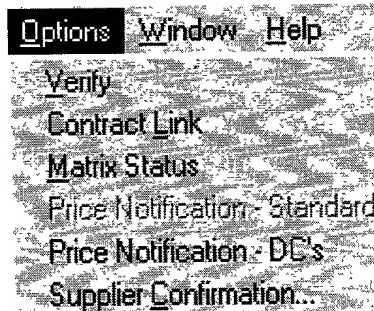 Options Window Help
Verify
Contract Link
Matrix Status
Price Notification - Standard
Price Notification - DC's
Supplier Confirmation...